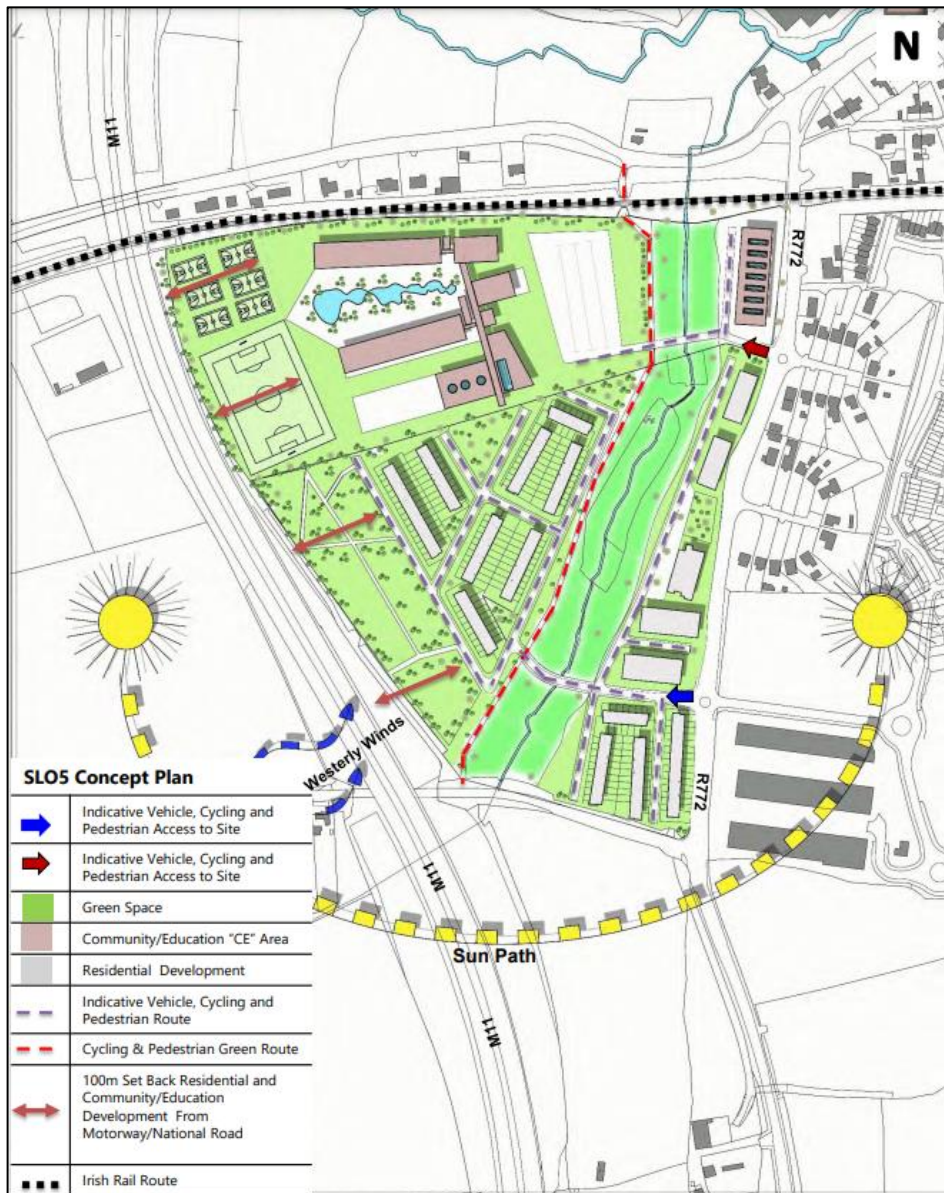 N
M11
R772
Westerly Winds
R772
M11
Sun Path
M11
SLO5 Concept Plan
Indicative Vehicle, Cycling and
Pedestrian Access to Site
Indicative Vehicle, Cycling and
Pedestrian Access to Site
Green Space
Community/Education "CE" Area
Residential Development
Indicative Vehicle, Cycling and
Pedestrian Route
Cycling & Pedestrian Green Route
100m Set Back Residential and
Community/Education
Development From
Motorway/National Road
Irish Rail Route